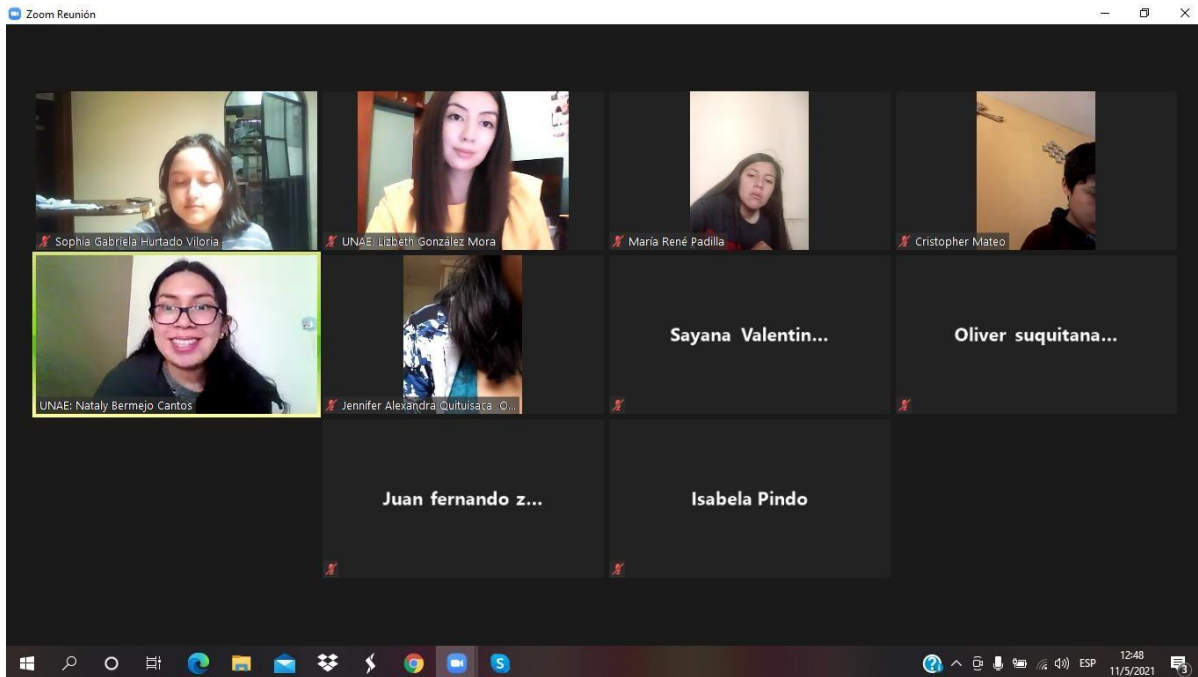 Zoom Reunión
Sophia Gabriela Hurtado Viloria
UNAE: Lizbeth González Mora
María René Padilla
Cristopher Mateo
UNAE: Nataly Bermejo Cantos
Jennifer Alexandra Quituisaca O...
Sayana Valentin...
Oliver suquitana...
Juan fernando z...
Isabela Pindo
ESP
12:48
11/5/2021
3